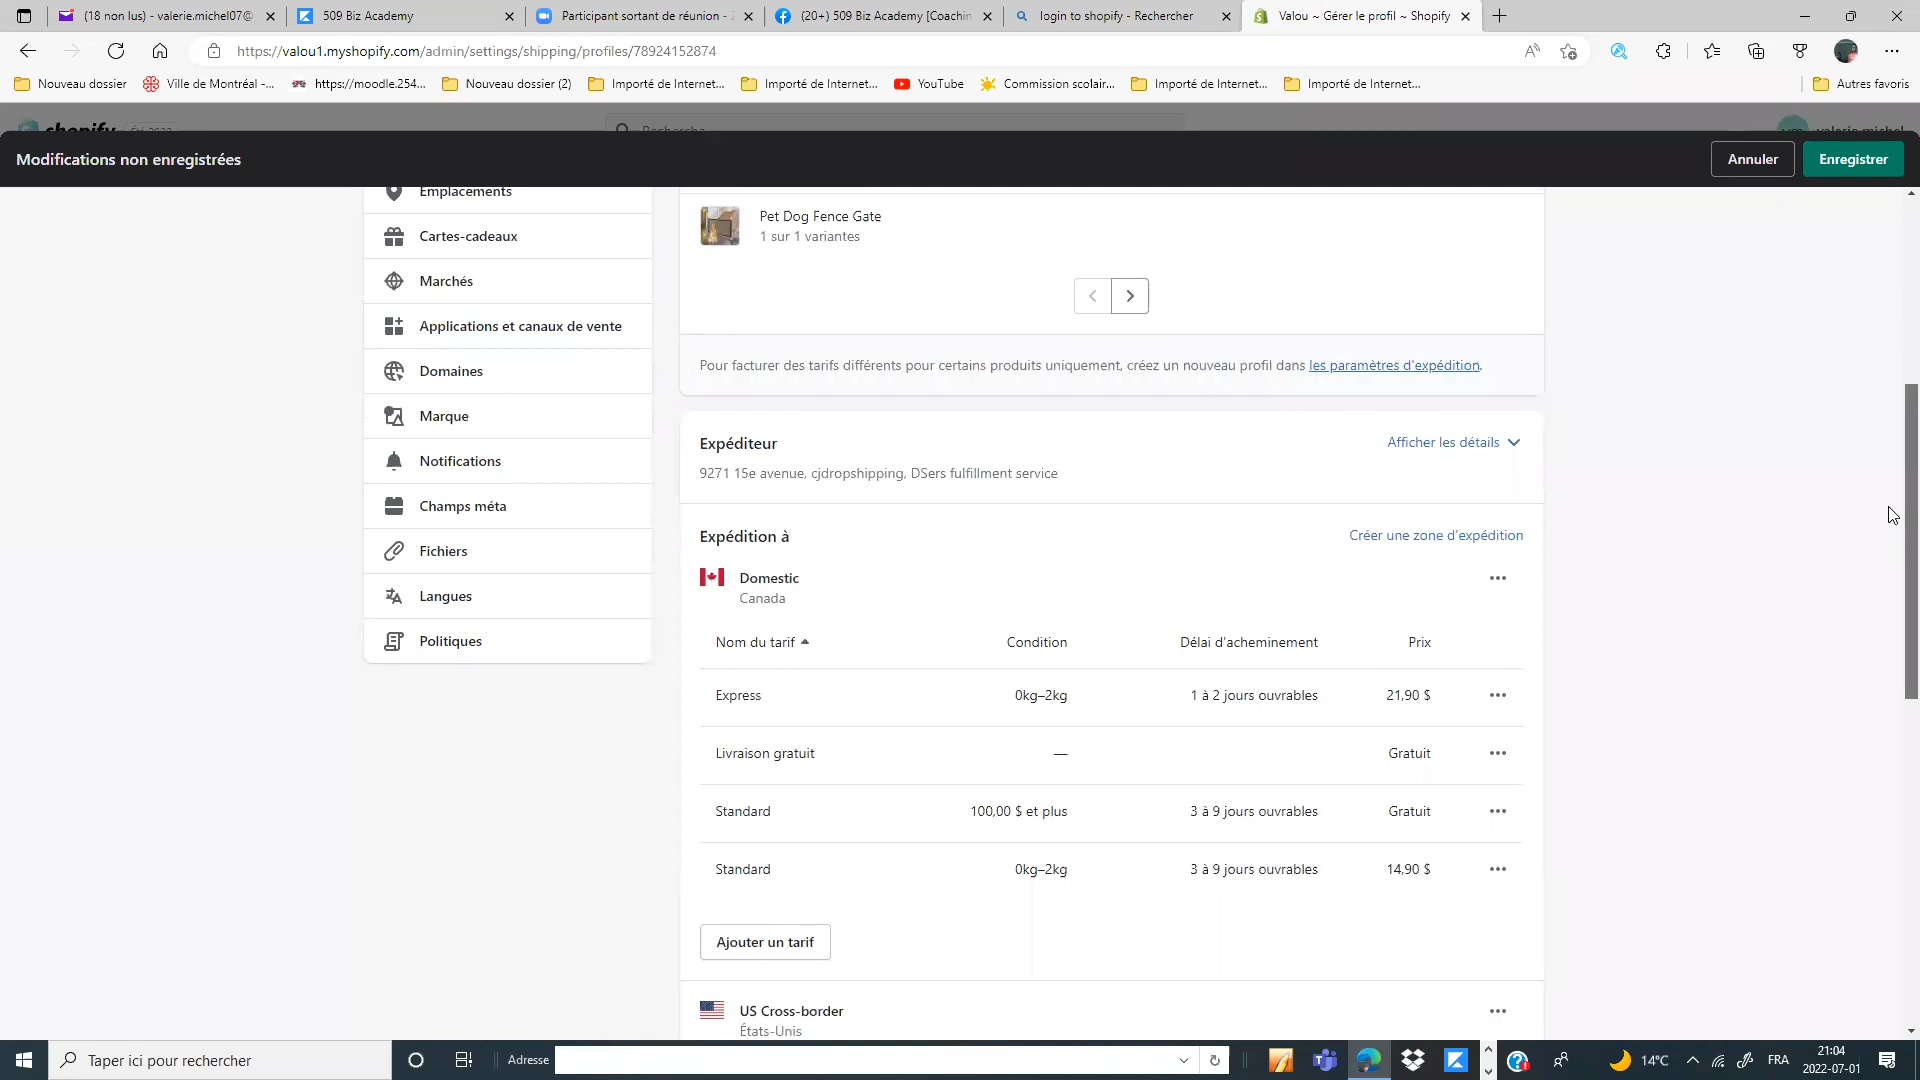 (18 non lus) - valerie.michel07@
509 Biz Academy
Participant sortant de réunion -
(20+) 509 Biz Academy [Coachin
login to shopify - Rechercher
Valou ~ Gérer le profil ~ Shopify
https://valou1.myshopify.com/admin/settings/shipping/profiles/78924152874
Nouveau dossier
Ville de Montréal -...
https://moodle.254...
Nouveau dossier (2)
Importé de Internet...
Importé de Internet...
YouTube
Commission scolair...
Importé de Internet...
Importé de Internet...
Autres favoris
shopify
Été 2022
Recherche
valerie michel
Modifications non enregistrées
Annuler
Enregistrer
Emplacements
Cartes-cadeaux
Marchés
Applications et canaux de vente
Domaines
Marque
Notifications
Champs méta
Fichiers
Langues
Politiques
Pet Dog Fence Gate
1 sur 1 variantes
Pour facturer des tarifs différents pour certains produits uniquement, créez un nouveau profil dans les paramètres d'expédition.
Expéditeur
Afficher les détails
9271 15e avenue, cjdropshipping, DSers fulfillment service
Expédition à
Créer une zone d'expédition
Domestic
Canada
Nom du tarif Condition Délai d'acheminement Prix
Express 0kg–2kg 1 à 2 jours ouvrables 21,90 $
Livraison gratuit — Gratuit
Standard 100,00 $ et plus 3 à 9 jours ouvrables Gratuit
Standard 0kg–2kg 3 à 9 jours ouvrables 14,90 $
Ajouter un tarif
US Cross-border
États-Unis
Taper ici pour rechercher
Adresse
14°C
FRA
21:04
2022-07-01